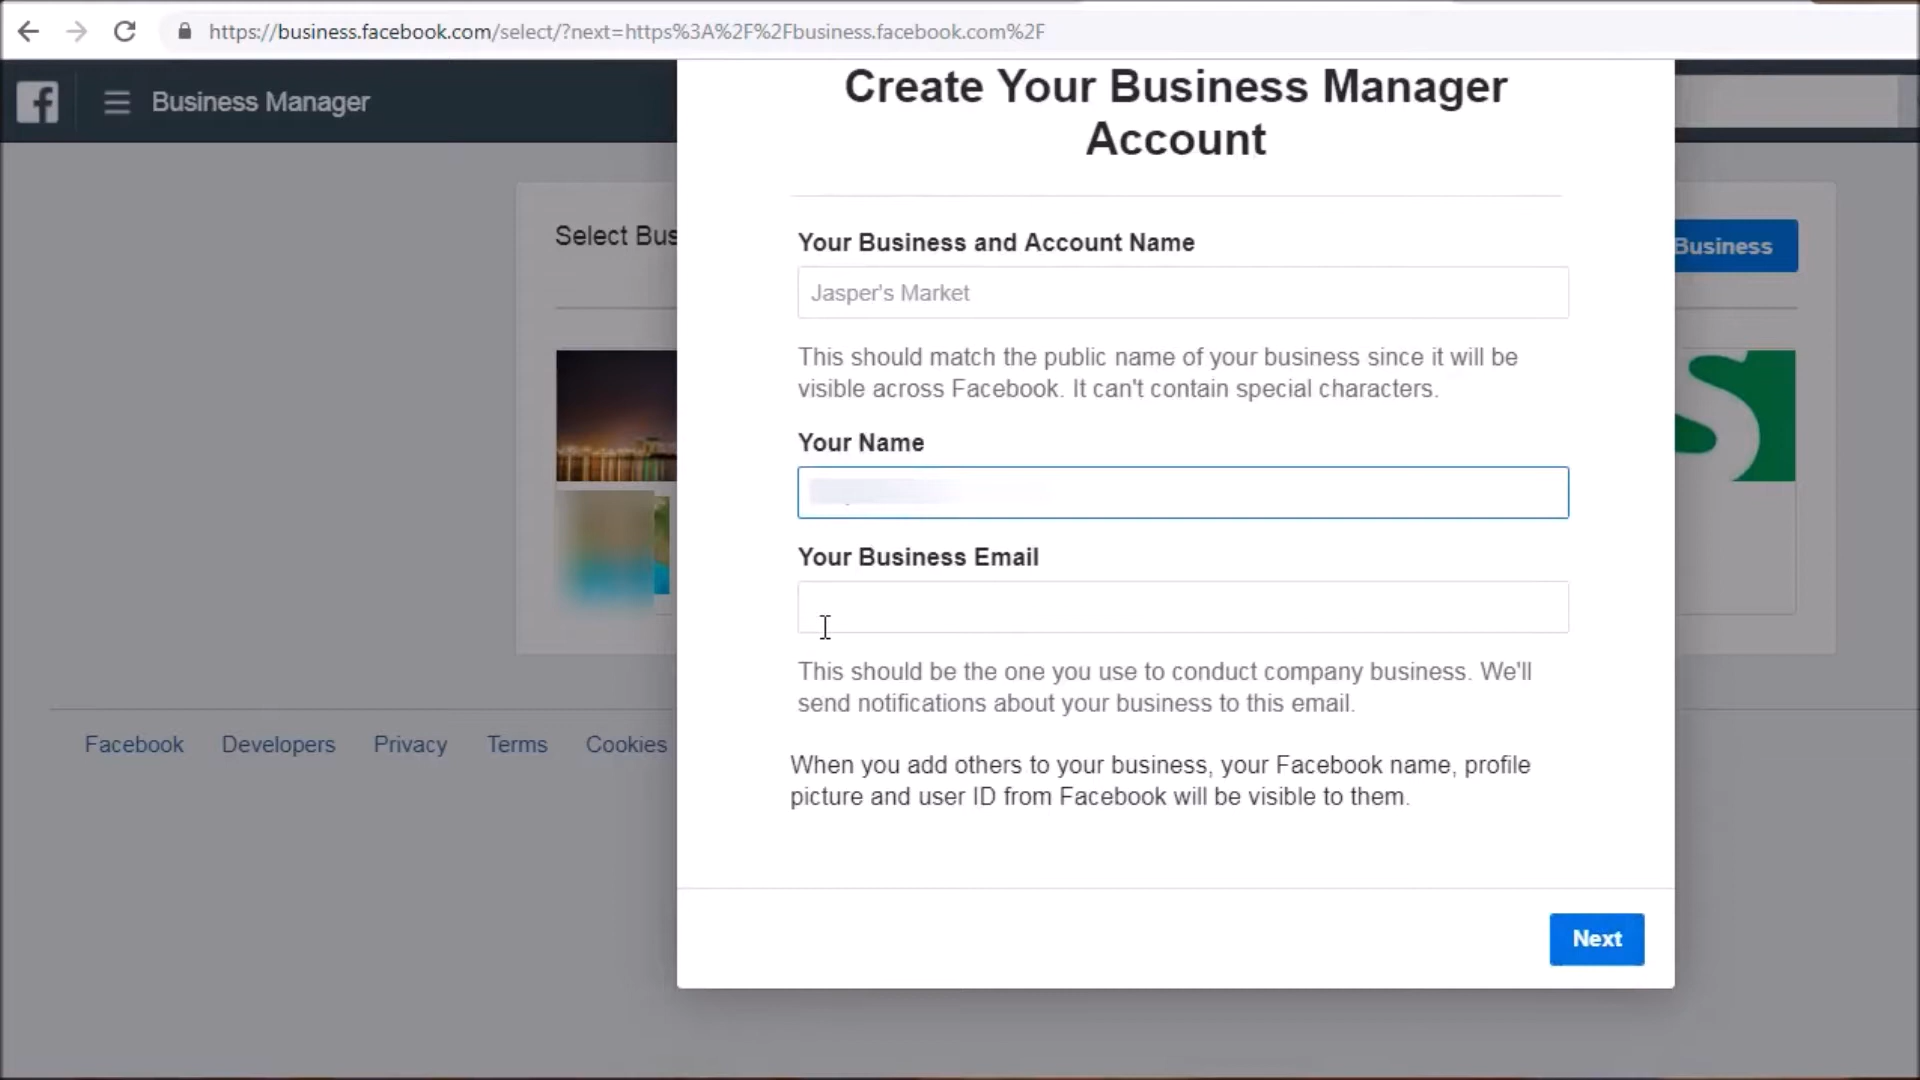 https://business.facebook.com/select/?next=https%3A%2F%2Fbusiness.facebook.com%2F
Business Manager
Create Your Business Manager
Account
Select Bus
Business
Your Business and Account Name
Jasper's Market
This should match the public name of your business since it will be
visible across Facebook. It can't contain special characters.
Your Name
Your Business Email
This should be the one you use to conduct company business. We'll
send notifications about your business to this email.
Facebook Developers Privacy Terms Cookies
When you add others to your business, your Facebook name, profile
picture and user ID from Facebook will be visible to them.
Next